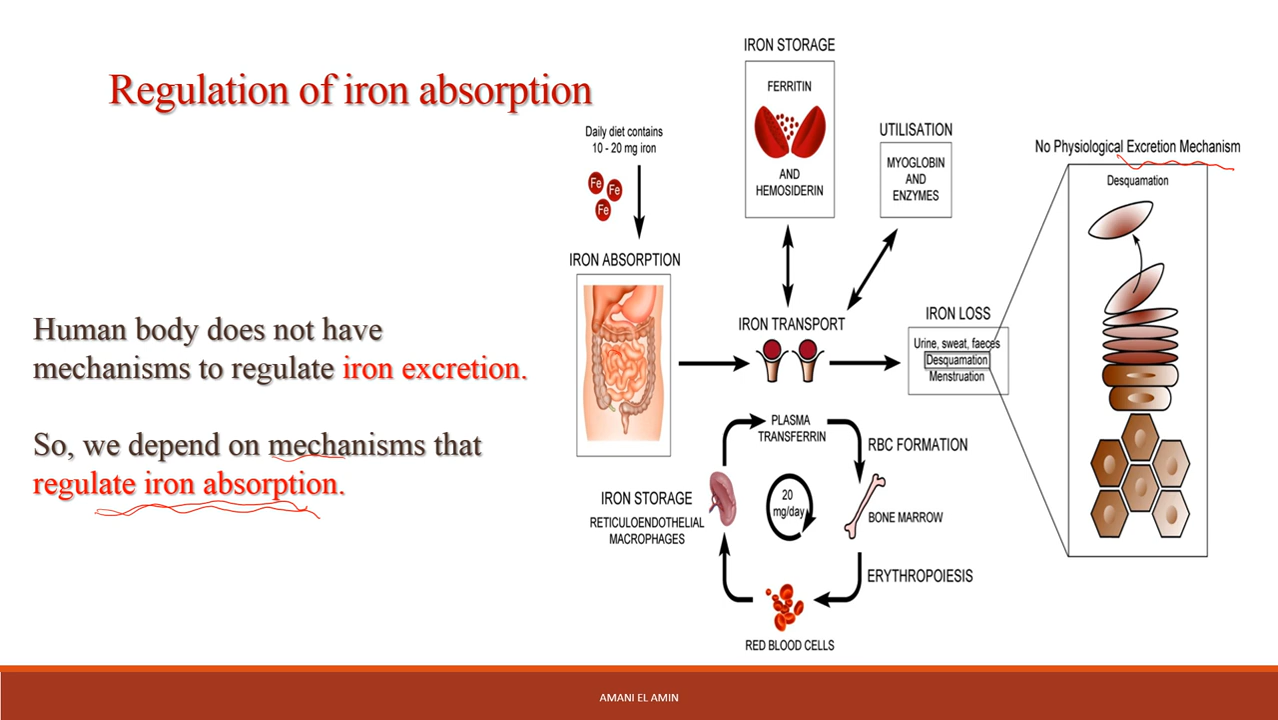 Regulation of iron absorption
Human body does not have
mechanisms to regulate iron excretion.
So, we depend on mechanisms that
regulate iron absorption.
Daily diet contains
10 - 20 mg iron
Fe
Fe
Fe
IRON ABSORPTION
IRON STORAGE
FERRITIN
AND
HEMOSIDERIN
UTILISATION
MYOGLOBIN
AND
ENZYMES
IRON TRANSPORT
IRON LOSS
Urine, sweat, faeces
Desquamation
Menstruation
No Physiological Excretion Mechanism
Desquamation
PLASMA
TRANSFERRIN
RBC FORMATION
BONE MARROW
ERYTHROPOIESIS
RED BLOOD CELLS
IRON STORAGE
RETICULOENDOTHELIAL
MACROPHAGES
20
mg/day
AMANI EL AMIN